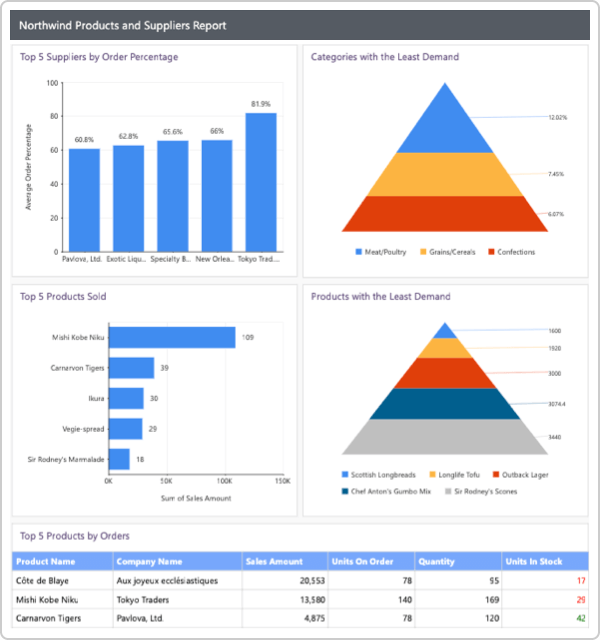 Northwind Products and Suppliers Report
Top 5 Suppliers by Order Percentage
100
80
60
40
20
0
Average Order Percentage
60.8%
62.8%
65.6%
66%
81.9%
Pavlova, Ltd.
Exotic Liqu...
Specialty B...
New Orlea...
Tokyo Trad....
Categories with the Least Demand
12.02%
7.45%
6.07%
Meat/Poultry
Grains/Cereals
Confections
Top 5 Products Sold
Mishi Kobe Niku
109
Carnarvon Tigers
39
Ikura
30
Vegie-spread
29
Sir Rodney's Marmalade
18
0K
50K
100K
150K
Sum of Sales Amount
Products with the Least Demand
1600
1920
3000
3074.4
3440
Scottish Longbreads
Longlife Tofu
Outback Lager
Chef Anton's Gumbo Mix
Sir Rodney's Scones
Top 5 Products by Orders
Product Name Company Name Sales Amount Units On Order Quantity Units In Stock
Côte de Blaye Aux joyeux ecclésiastiques 20,553 78 95 17
Mishi Kobe Niku Tokyo Traders 13,580 140 169 29
Carnarvon Tigers Pavlova, Ltd. 4,875 78 120 42